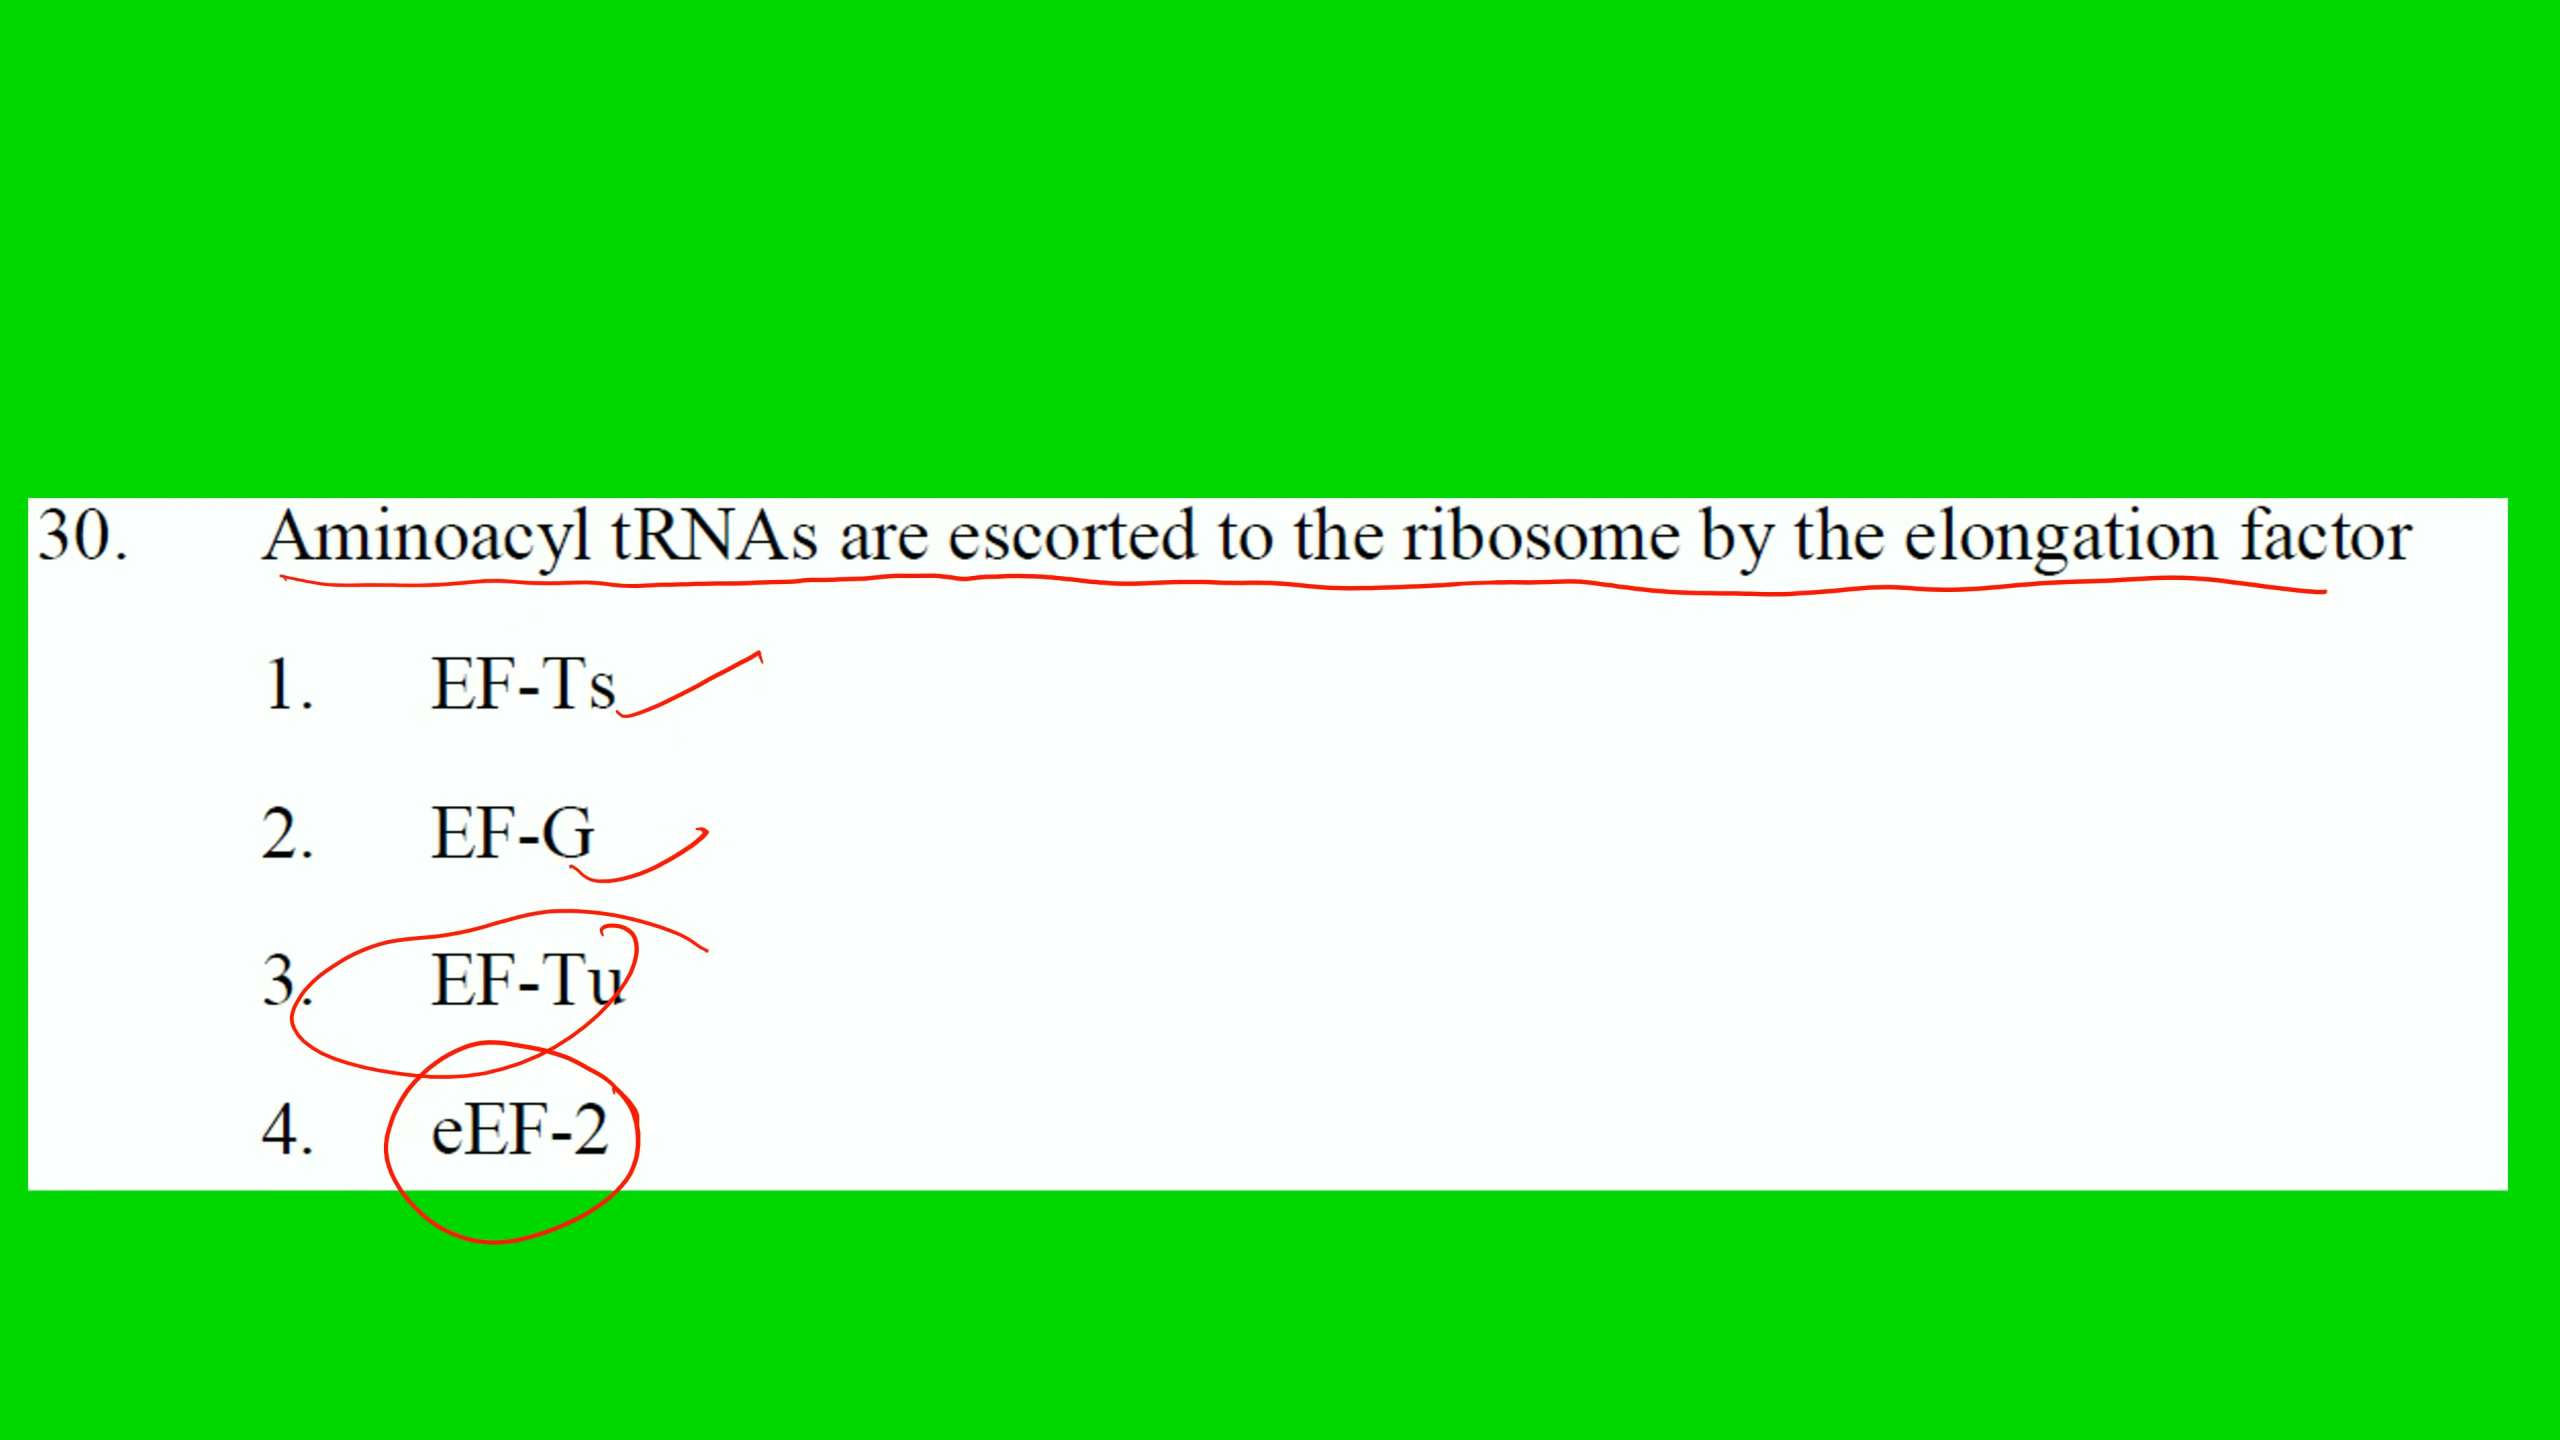 30. Aminoacyl tRNAs are escorted to the ribosome by the elongation factor
1. EF-Ts
2. EF-G
3. EF-Tu
4. eEF-2